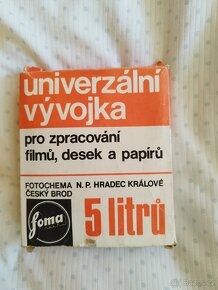 univerzální
vývojka
pro zpracování
filmů, desek a papírů
FOTOCHEMA N. P. HRADEC KRÁLOVÉ
ČESKÝ BROD
foma
5 litrů